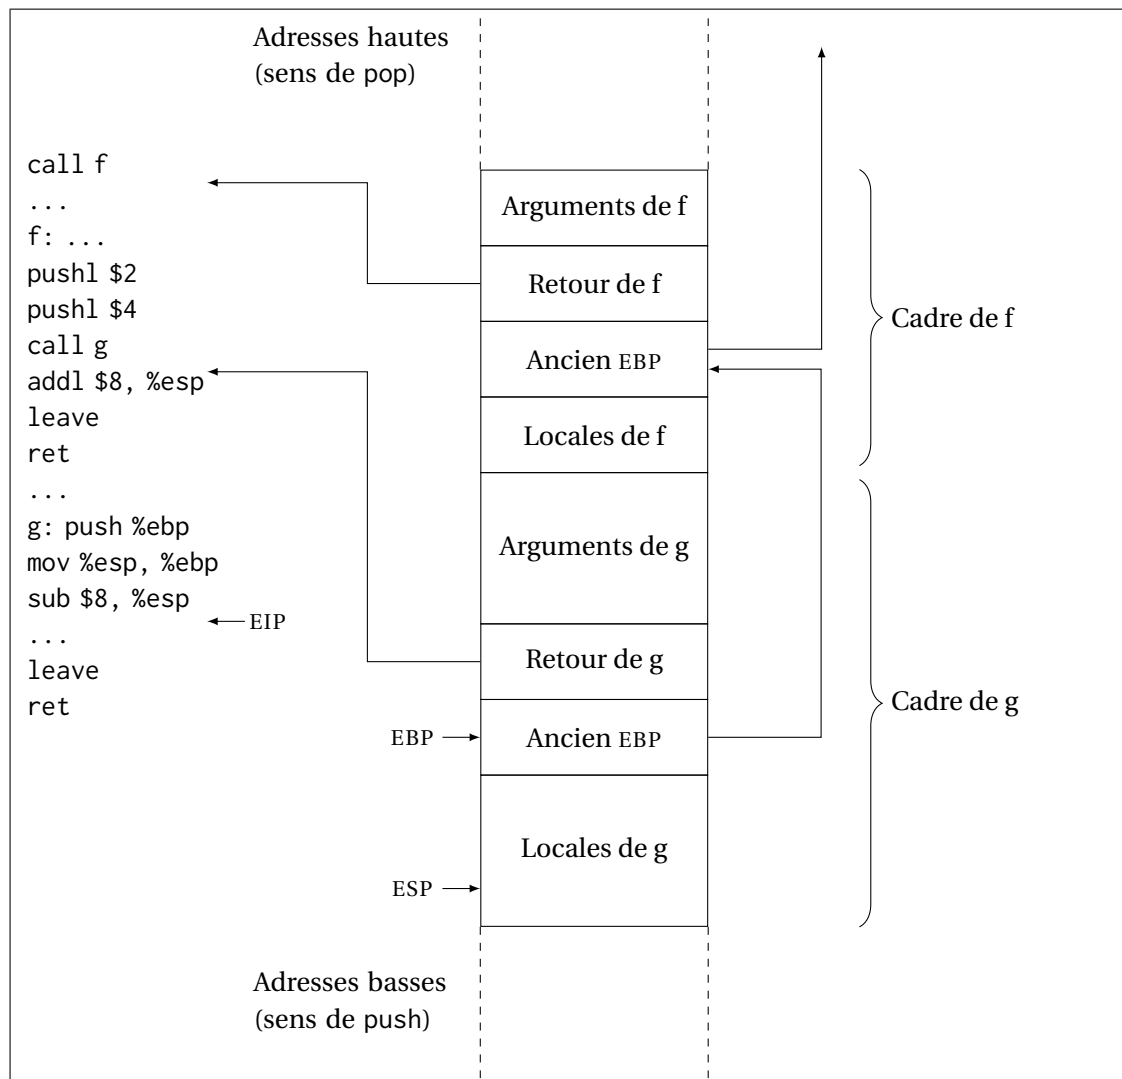 Adresses hautes
(sens de pop)
call f
...
f: ...
pushl $2
pushl $4
call g
addl $8, %esp
leave
ret
...
g: push %ebp
mov %esp, %ebp
sub $8, %esp
...
leave
ret
EIP
Arguments de f
Retour de f
Ancien EBP
Locales de f
Arguments de g
Retour de g
EBP
Ancien EBP
Locales de g
ESP
Cadre de f
Cadre de g
Adresses basses
(sens de push)